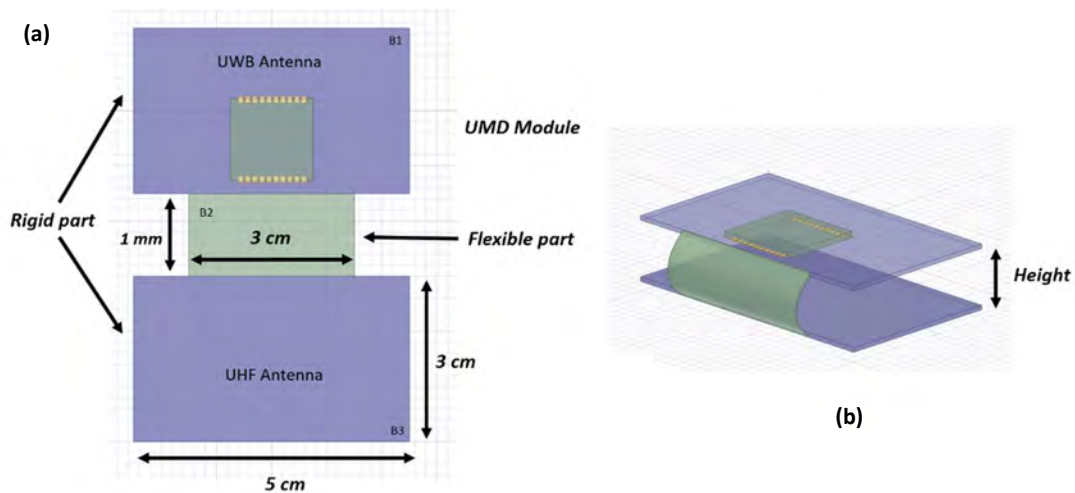 (a)
B1
UWB Antenna
UMD Module
Rigid part
B2
1 mm
3 cm
Flexible part
Height
UHF Antenna
3 cm
B3
5 cm
(b)